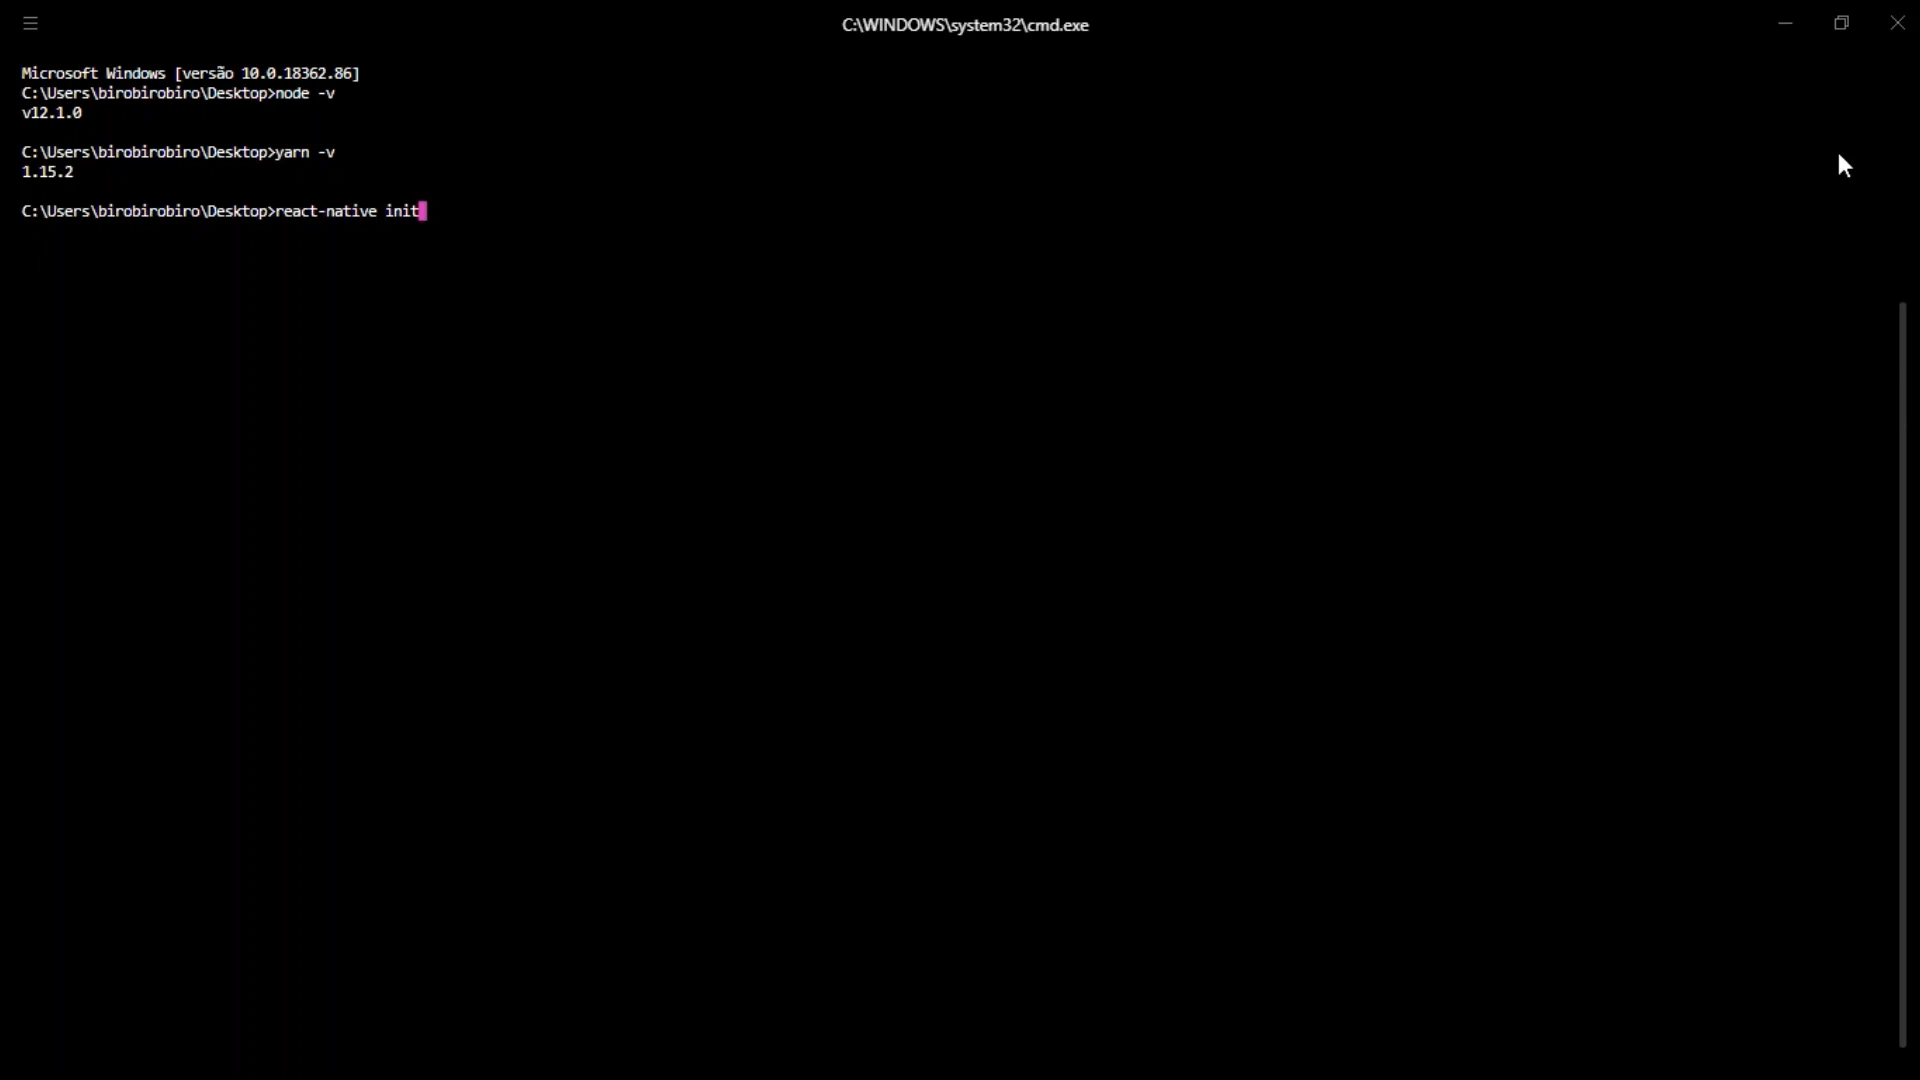 C:\WINDOWS\system32\cmd.exe
Microsoft Windows [versão 10.0.18362.86]
C:\Users\birobirobiro\Desktop>node -v
v12.1.0
C:\Users\birobirobiro\Desktop>yarn -v
1.15.2
C:\Users\birobirobiro\Desktop>react-native init